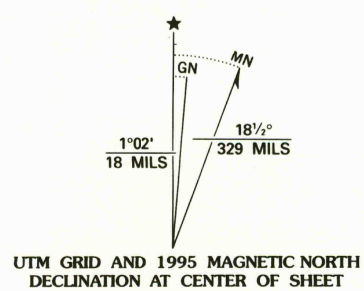 MN
GN
1°02'
18 MILS
18½°
329 MILS
UTM GRID AND 1995 MAGNETIC NORTH
DECLINATION AT CENTER OF SHEET